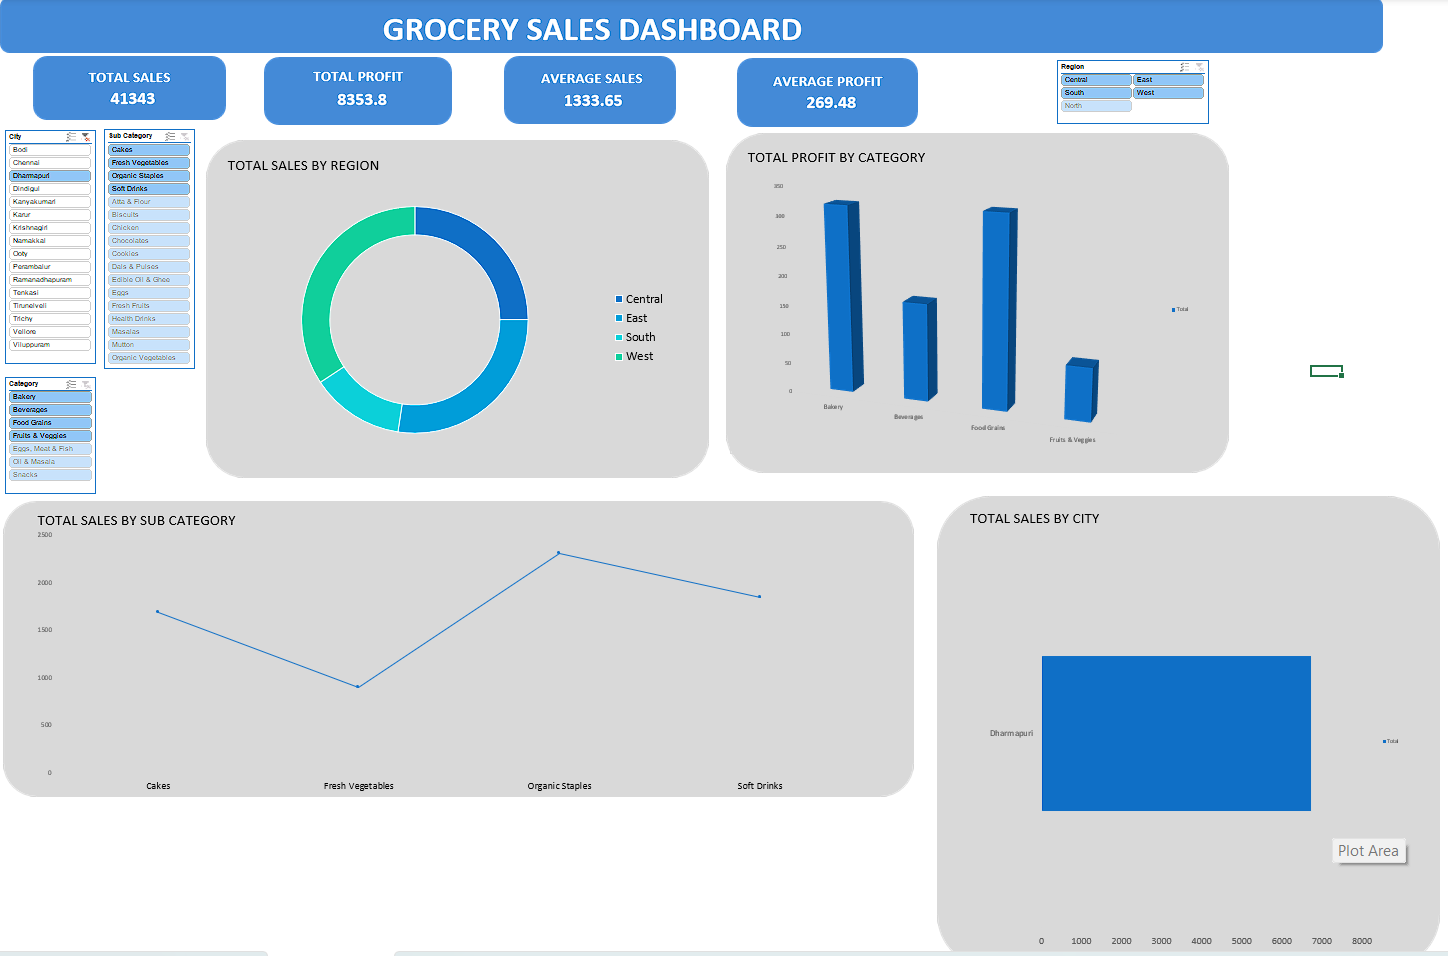 GROCERY SALES DASHBOARD
TOTAL SALES
41343
TOTAL PROFIT
8353.8
AVERAGE SALES
1333.65
AVERAGE PROFIT
269.48
Region
Central
East
South
West
North
City
Bodi
Chennai
Dharmapuri
Dindigul
Kanyakumari
Karur
Krishnagiri
Namakkal
Ooty
Perambalur
Ramanadhapuram
Tenkasi
Tirunelveli
Trichy
Vellore
Viluppuram
Sub Category
Cakes
Fresh Vegetables
Organic Staples
Soft Drinks
Atta & Flour
Biscuits
Chicken
Chocolates
Cookies
Dals & Pulses
Edible Oil & Ghee
Eggs
Fresh Fruits
Health Drinks
Masalas
Mutton
Organic Vegetables
Category
Bakery
Beverages
Food Grains
Fruits & Veggies
Eggs, Meat & Fish
Oil & Masala
Snacks
TOTAL SALES BY REGION
Central
East
South
West
TOTAL PROFIT BY CATEGORY
350
300
250
200
150
100
50
0
Bakery
Beverages
Food Grains
Fruits & Veggies
Total
TOTAL SALES BY SUB CATEGORY
2500
2000
1500
1000
500
0
Cakes
Fresh Vegetables
Organic Staples
Soft Drinks
TOTAL SALES BY CITY
Dharmapuri
Total
Plot Area
0 1000 2000 3000 4000 5000 6000 7000 8000